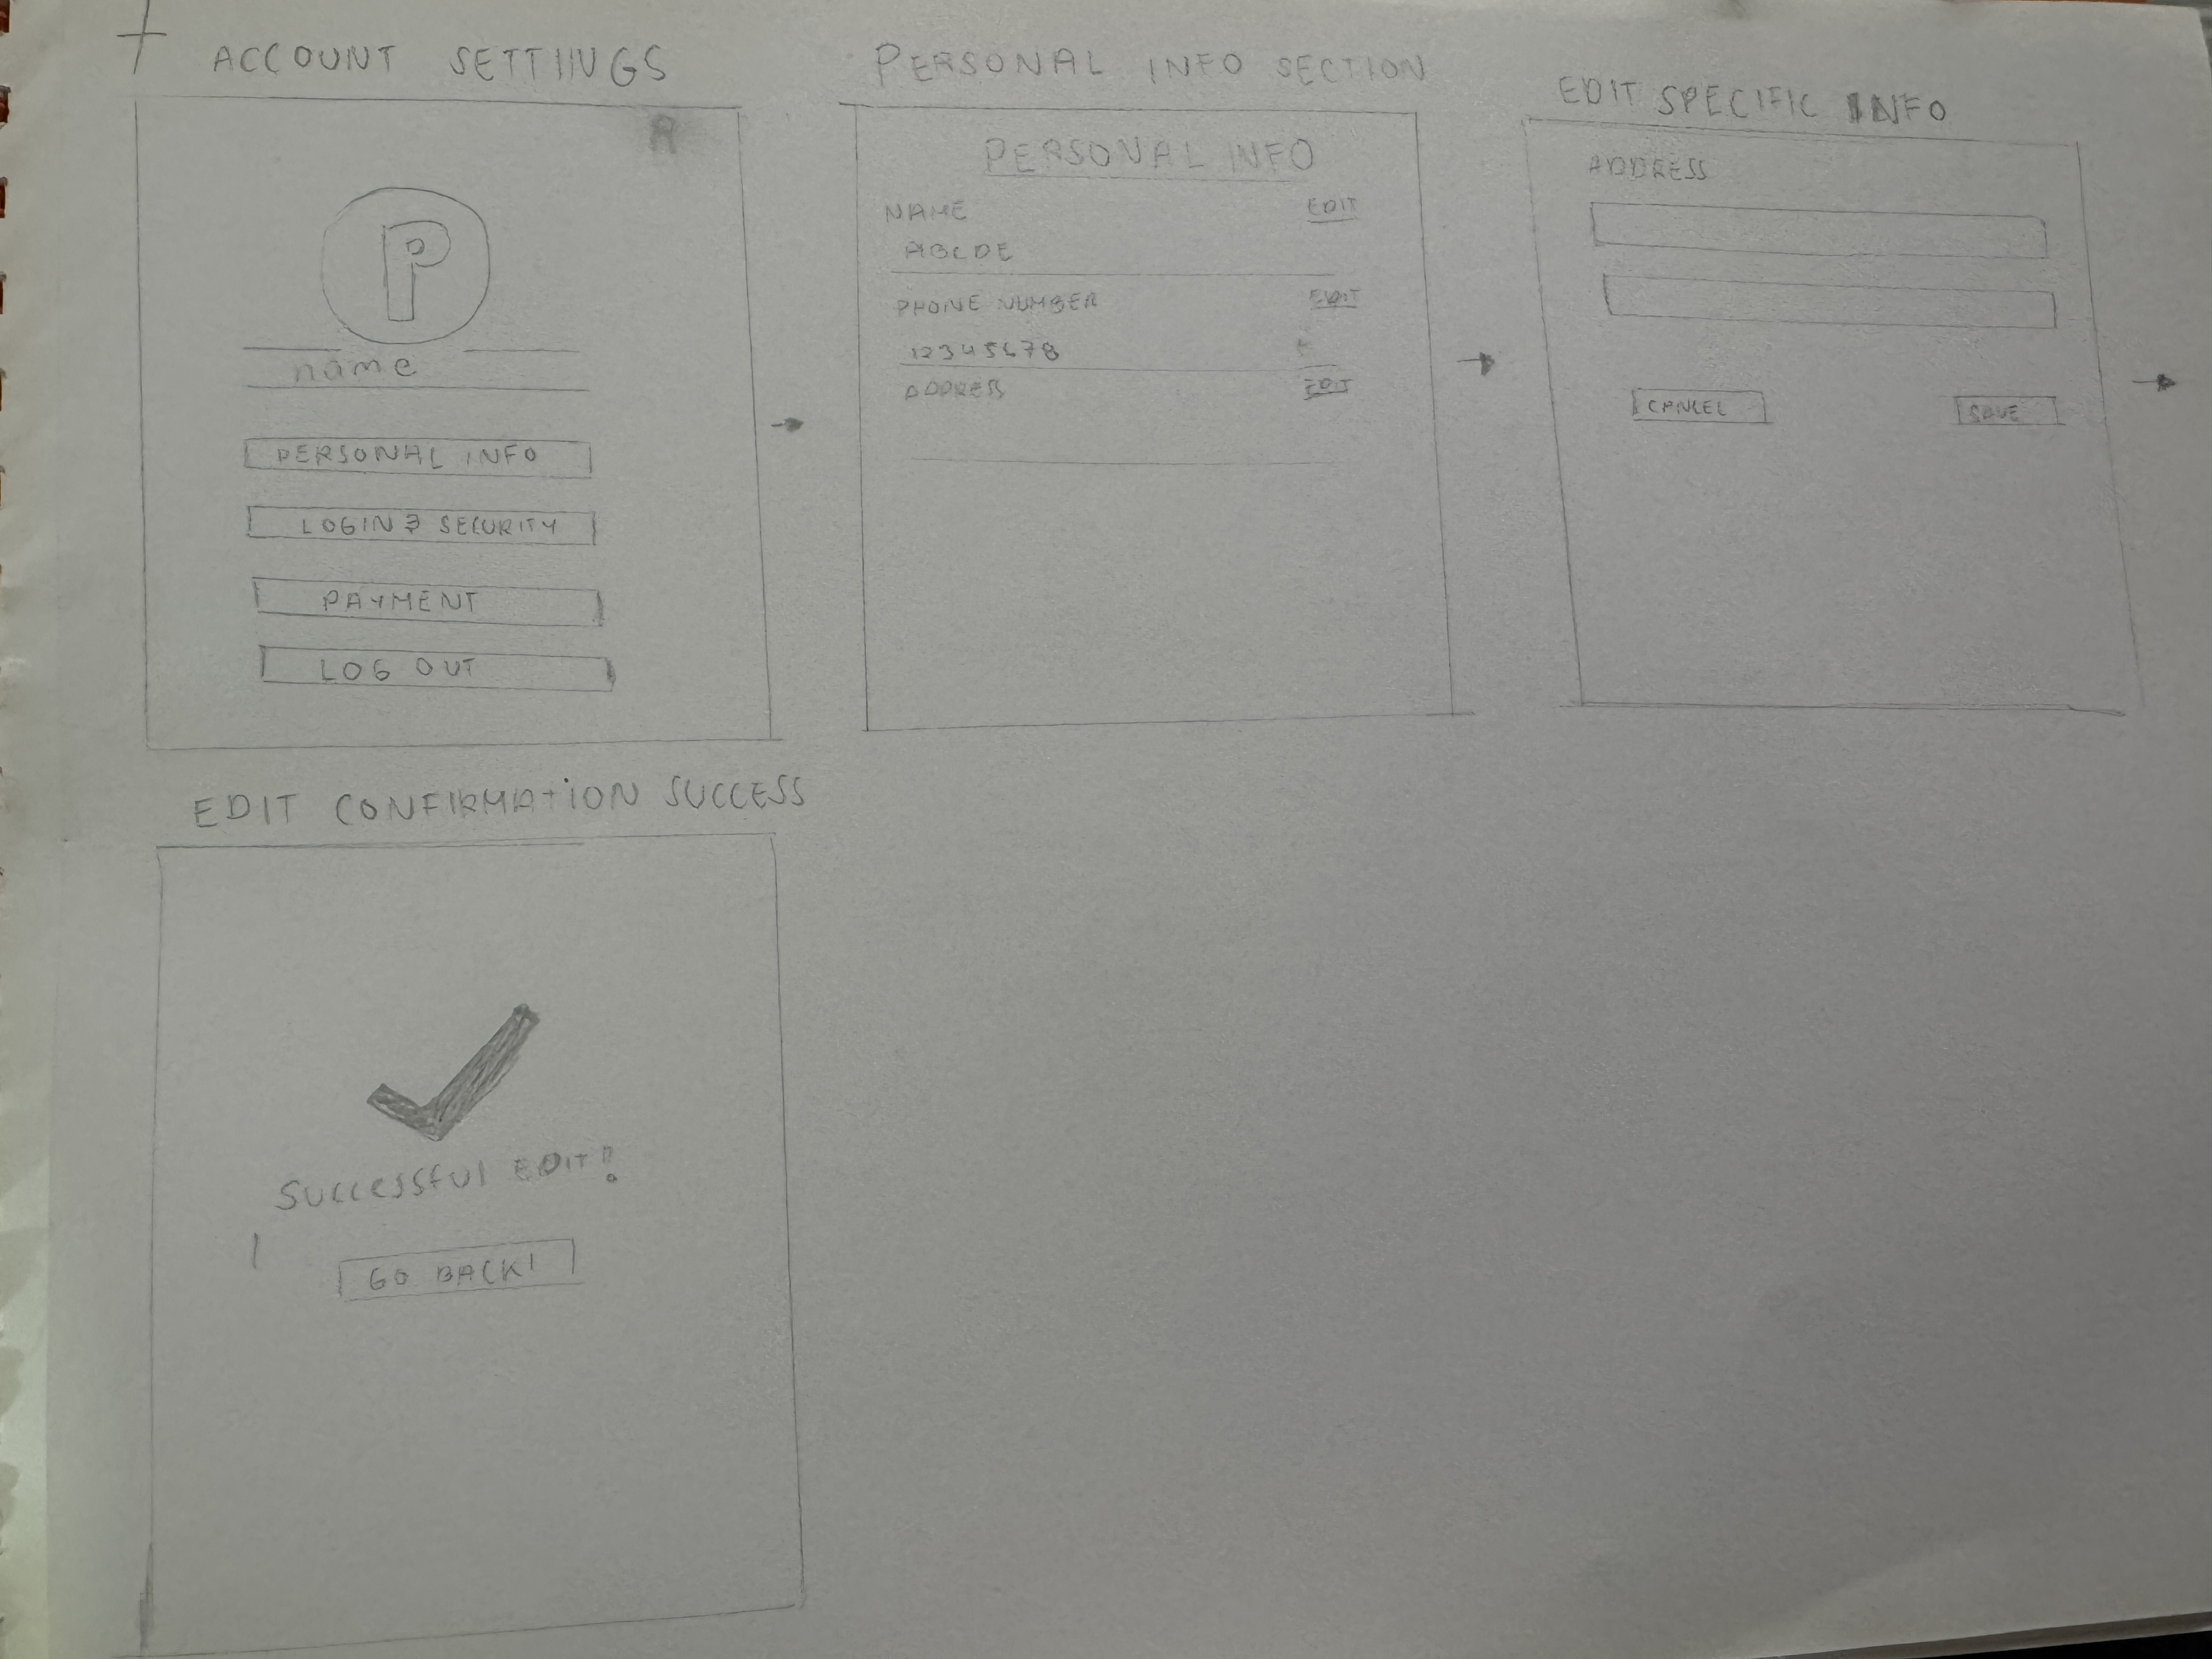 ACCOUNT SETTINGS
P
name
PERSONAL INFO
LOGIN & SECURITY
PAYMENT
LOG OUT
PERSONAL INFO SECTION
PERSONAL INFO
NAME EDIT
ABCDE
PHONE NUMBER EDIT
12345678
ADDRESS EDIT
EDIT SPECIFIC INFO
ADDRESS
CANCEL SAVE
EDIT CONFIRMATION SUCCESS
SUCCESSFUL EDIT!
GO BACK!